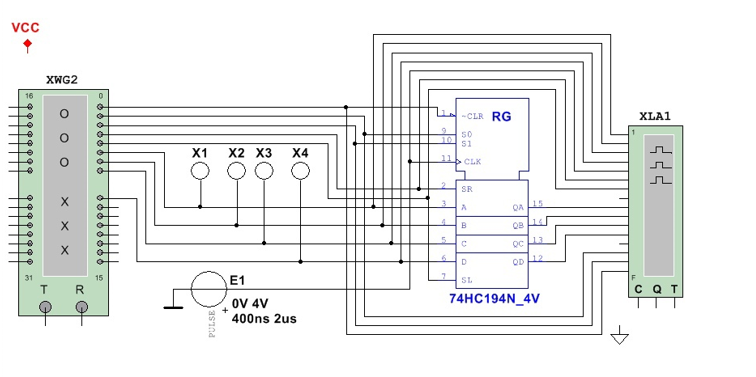 VCC
XWG2
XLA1
16 0
O
O
O
X
X
X
31 15
T R
X1 X2 X3 X4
E1
0V 4V
400ns 2us
PULSE
+
RG
1 ~CLR
9 S0
10 S1
11 CLK
2 SR
3 A QA 15
4 B QB 14
5 C QC 13
6 D QD 12
7 SL
74HC194N_4V
1
F
C Q T